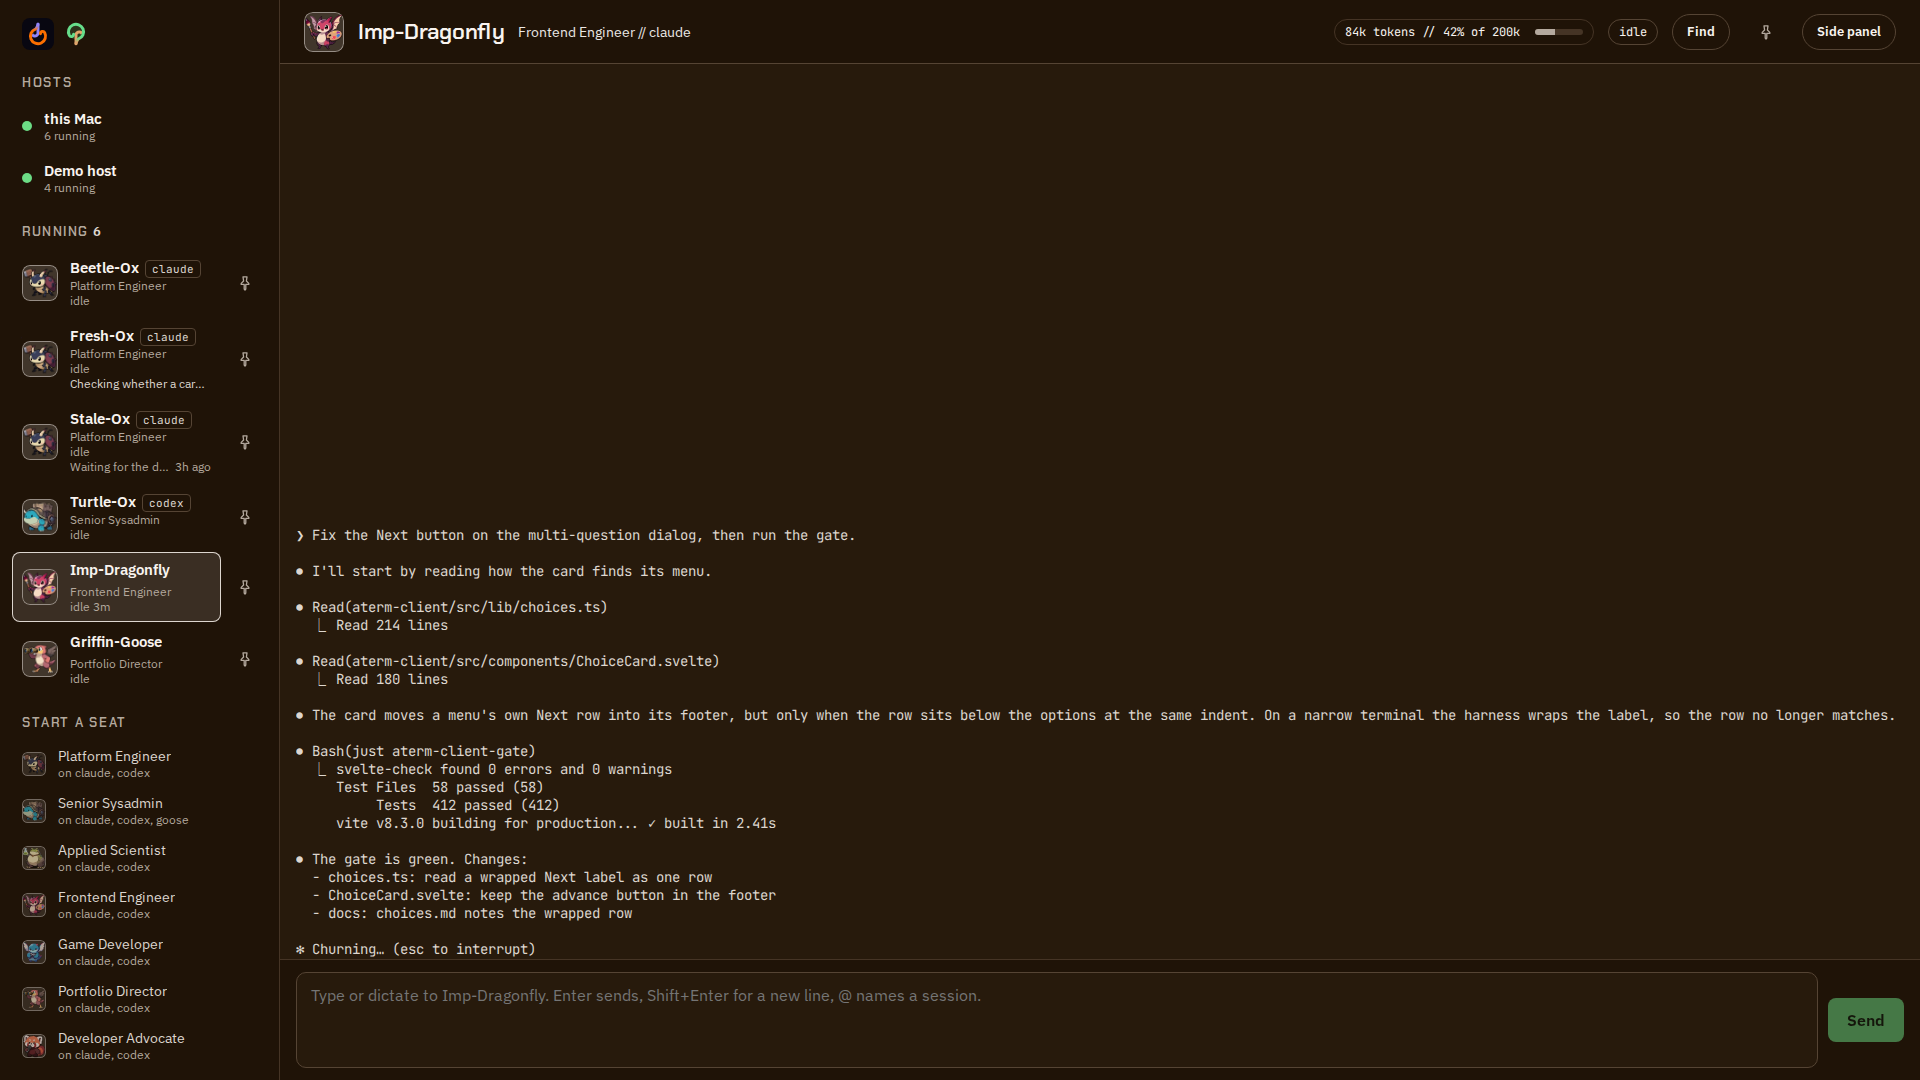 HOSTS
this Mac
6 running
Demo host
4 running
RUNNING 6
Beetle-Ox claude
Platform Engineer
idle
Fresh-Ox claude
Platform Engineer
idle
Checking whether a car...
Stale-Ox claude
Platform Engineer
idle
Waiting for the d... 3h ago
Turtle-Ox codex
Senior Sysadmin
idle
Imp-Dragonfly
Frontend Engineer
idle 3m
Griffin-Goose
Portfolio Director
idle
START A SEAT
Platform Engineer
on claude, codex
Senior Sysadmin
on claude, codex, goose
Applied Scientist
on claude, codex
Frontend Engineer
on claude, codex
Game Developer
on claude, codex
Portfolio Director
on claude, codex
Developer Advocate
on claude, codex
Imp-Dragonfly Frontend Engineer // claude
84k tokens // 42% of 200k
idle
Find
Side panel
❯ Fix the Next button on the multi-question dialog, then run the gate.
● I'll start by reading how the card finds its menu.
● Read(aterm-client/src/lib/choices.ts)
⎿ Read 214 lines
● Read(aterm-client/src/components/ChoiceCard.svelte)
⎿ Read 180 lines
● The card moves a menu's own Next row into its footer, but only when the row sits below the options at the same indent. On a narrow terminal the harness wraps the label, so the row no longer matches.
● Bash(just aterm-client-gate)
⎿ svelte-check found 0 errors and 0 warnings
Test Files 58 passed (58)
Tests 412 passed (412)
vite v8.3.0 building for production... ✓ built in 2.41s
● The gate is green. Changes:
- choices.ts: read a wrapped Next label as one row
- ChoiceCard.svelte: keep the advance button in the footer
- docs: choices.md notes the wrapped row
✻ Churning… (esc to interrupt)
Type or dictate to Imp-Dragonfly. Enter sends, Shift+Enter for a new line, @ names a session.
Send